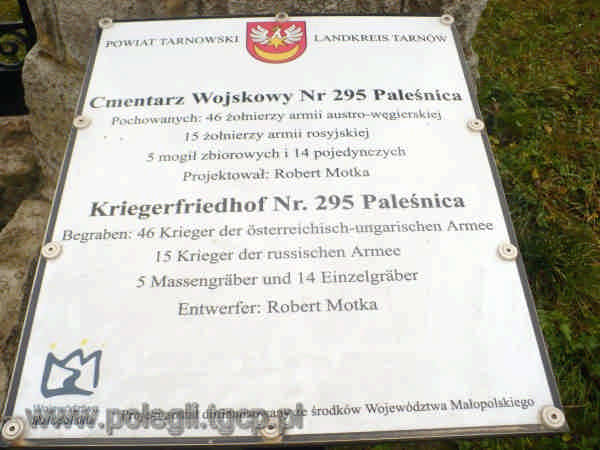 POWIAT TARNOWSKI LANDKREIS TARNÓW
Cmentarz Wojskowy Nr 295 Paleśnica
Pochowanych: 46 żołnierzy armii austro-węgierskiej
15 żołnierzy armii rosyjskiej
5 mogił zbiorowych i 14 pojedynczych
Projektował: Robert Motka
Kriegerfriedhof Nr. 295 Paleśnica
Begraben: 46 Krieger der österreichisch-ungarischen Armee
15 Krieger der russischen Armee
5 Massengräber und 14 Einzelgräber
Entwerfer: Robert Motka
Małopolska
ze środków Województwa Małopolskiego
www.polegli.tgcp.pl